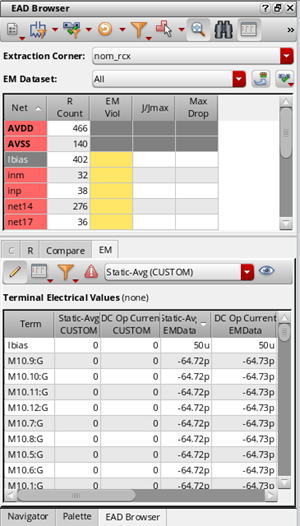 EAD Browser
Extraction Corner: nom_rcx
EM Dataset: All
Net R Count EM Viol J/Jmax Max Drop
AVDD 466
AVSS 140
Ibias 402
inm 32
inp 38
net14 276
net17 36
C R Compare EM
Static-Avg (CUSTOM)
Terminal Electrical Values (none)
Term Static-Avg CUSTOM DC Op Current CUSTOM Static-Avg EMData DC Op Current EMData
Ibias 0 0 50u 50u
M10.9:G 0 0 -64.72p -64.73p
M10.10:G 0 0 -64.72p -64.73p
M10.11:G 0 0 -64.72p -64.73p
M10.12:G 0 0 -64.72p -64.73p
M10.7:G 0 0 -64.72p -64.73p
M10.8:G 0 0 -64.72p -64.73p
M10.5:G 0 0 -64.72p -64.73p
M10.6:G 0 0 -64.72p -64.73p
M10.1:G 0 0 -64.72p -64.73p
Navigator Palette EAD Browser